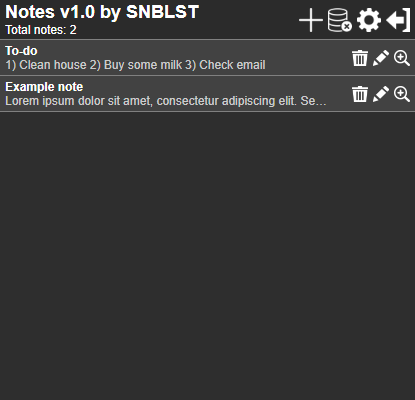 Notes v1.0 by SNBLST
Total notes: 2
To-do
1) Clean house 2) Buy some milk 3) Check email
Example note
Lorem ipsum dolor sit amet, consectetur adipiscing elit. Se...